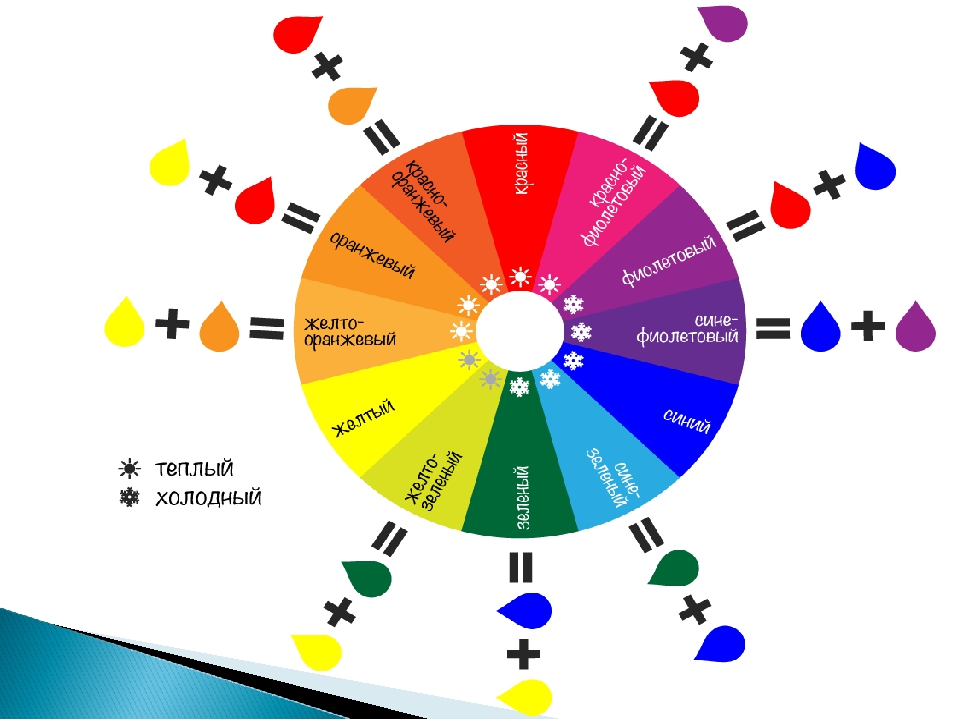 красный
красно-
фиолетовый
фиолетовый
сине-
фиолетовый
синий
сине-
зеленый
зеленый
желто-
зеленый
желтый
желто-
оранжевый
оранжевый
красно-
оранжевый
теплый
холодный